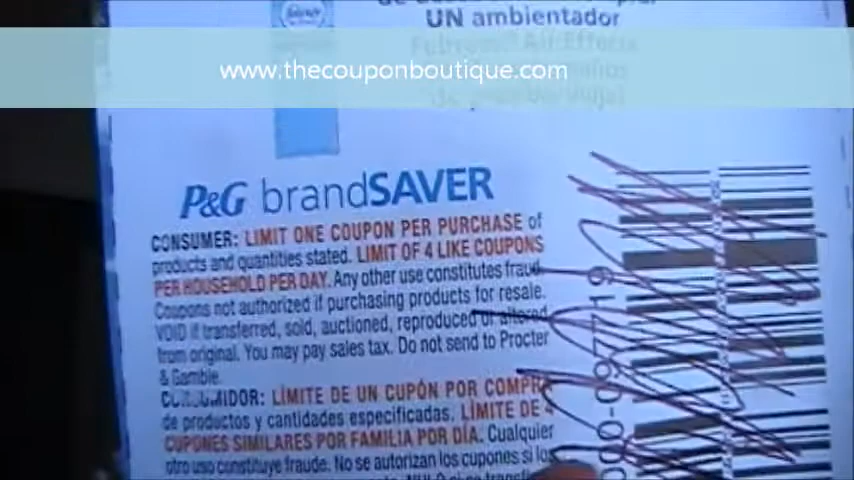 UN ambientador
Febreze® Air Effects
www.thecouponboutique.com
P&G brandSAVER
CONSUMER: LIMIT ONE COUPON PER PURCHASE of
products and quantities stated. LIMIT OF 4 LIKE COUPONS
PER HOUSEHOLD PER DAY. Any other use constitutes fraud.
Coupons not authorized if purchasing products for resale.
VOID if transferred, sold, auctioned, reproduced or altered
from original. You may pay sales tax. Do not send to Procter
& Gamble.
CONSUMIDOR: LÍMITE DE UN CUPÓN POR COMPRA
de productos y cantidades especificadas. LÍMITE DE 4
CUPONES SIMILARES POR FAMILIA POR DÍA. Cualquier
otro uso constituye fraude. No se autorizan los cupones si los